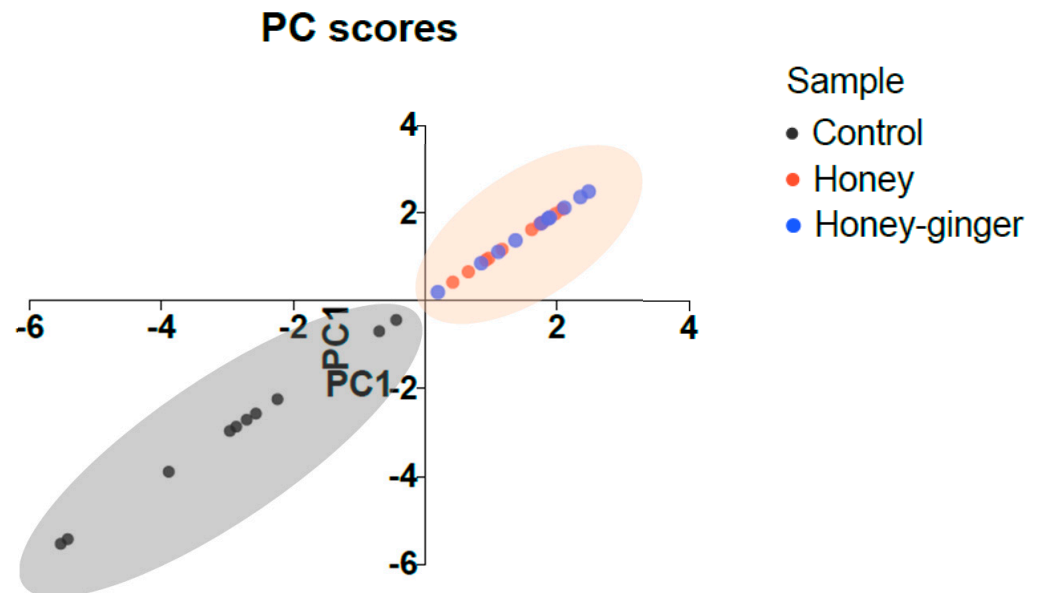 PC scores
Sample
Control
Honey
Honey-ginger
4
2
-6 -4 -2 2 4
PC1
PC1
-2
-4
-6